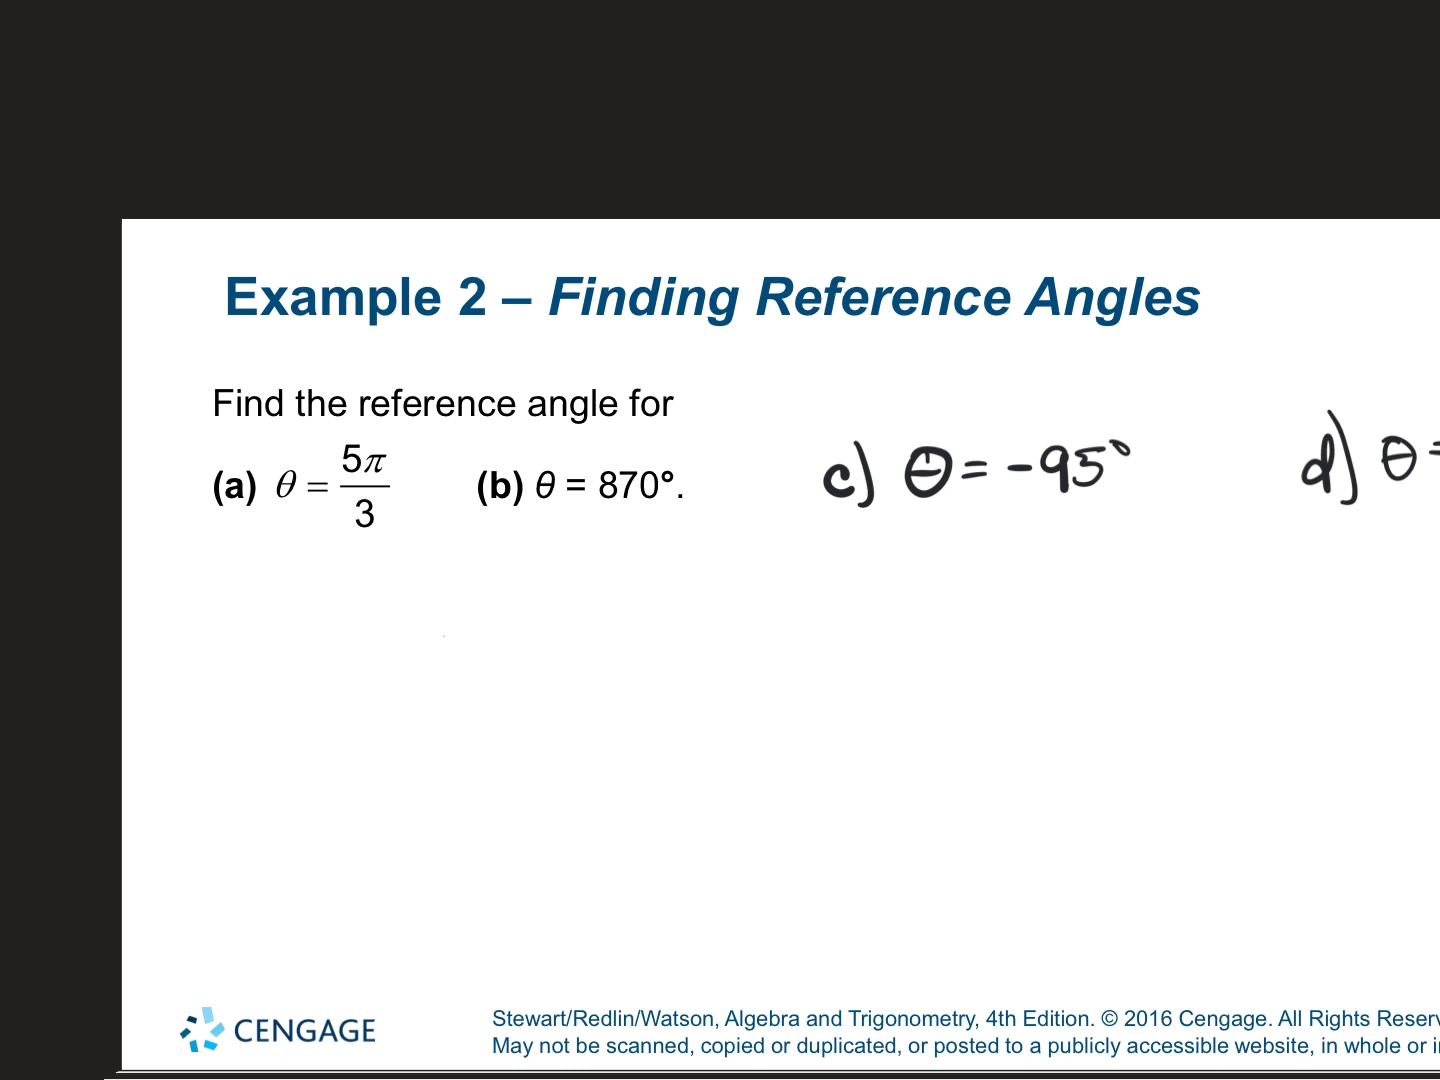 Example 2 – Finding Reference Angles
Find the reference angle for
(a) θ = 5π/3 (b) θ = 870°. c) θ = -95° d) θ =
CENGAGE
Stewart/Redlin/Watson, Algebra and Trigonometry, 4th Edition. © 2016 Cengage. All Rights Reserv
May not be scanned, copied or duplicated, or posted to a publicly accessible website, in whole or i